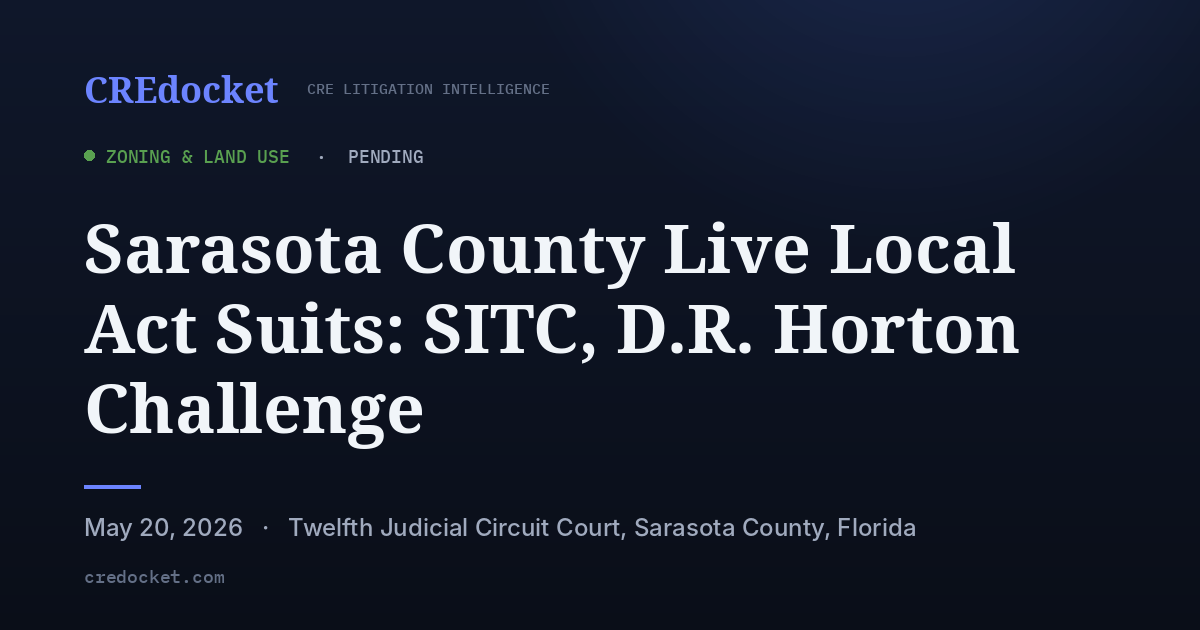 CREdocket CRE LITIGATION INTELLIGENCE
ZONING & LAND USE · PENDING
Sarasota County Live Local
Act Suits: SITC, D.R. Horton
Challenge
May 20, 2026 · Twelfth Judicial Circuit Court, Sarasota County, Florida
credocket.com